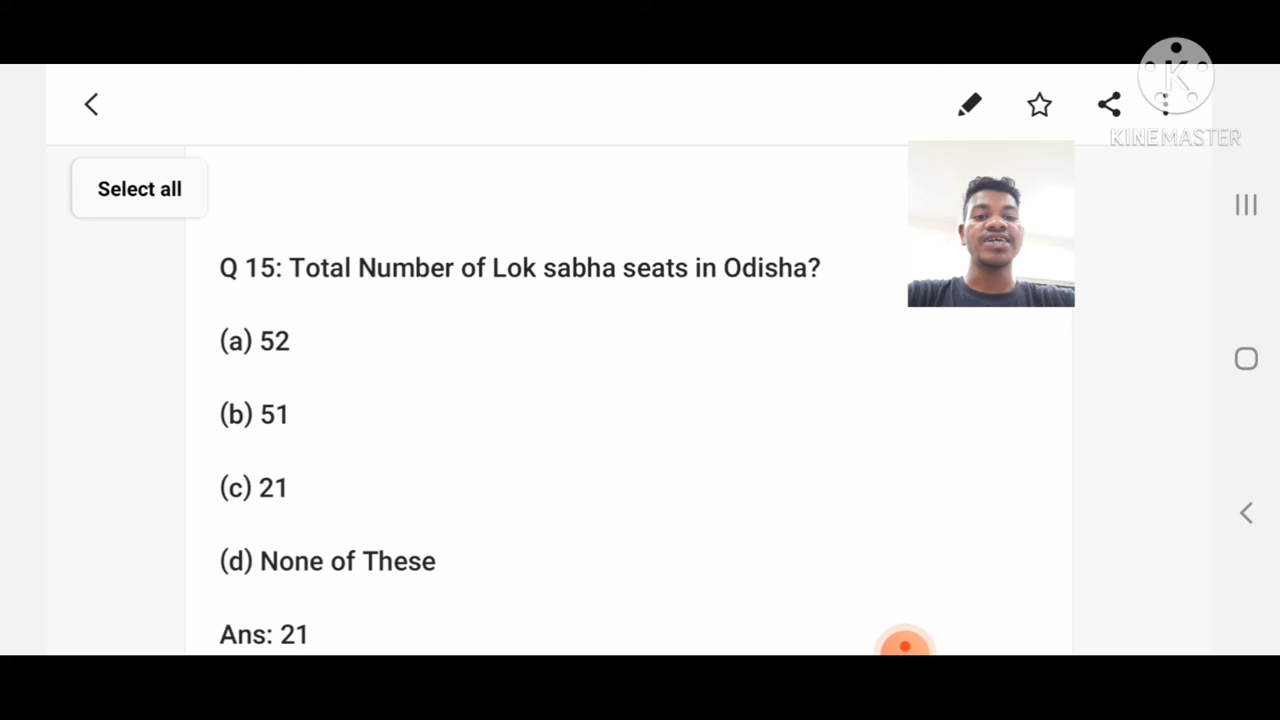 KINEMASTER
Select all
Q 15: Total Number of Lok sabha seats in Odisha?
(a) 52
(b) 51
(c) 21
(d) None of These
Ans: 21